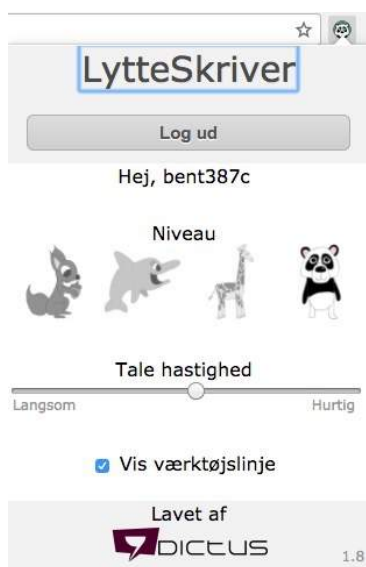 LytteSkriver
Log ud
Hej, bent387c
Niveau
Tale hastighed
Langsom Hurtig
Vis værktøjslinje
Lavet af
DICTUS
1.8